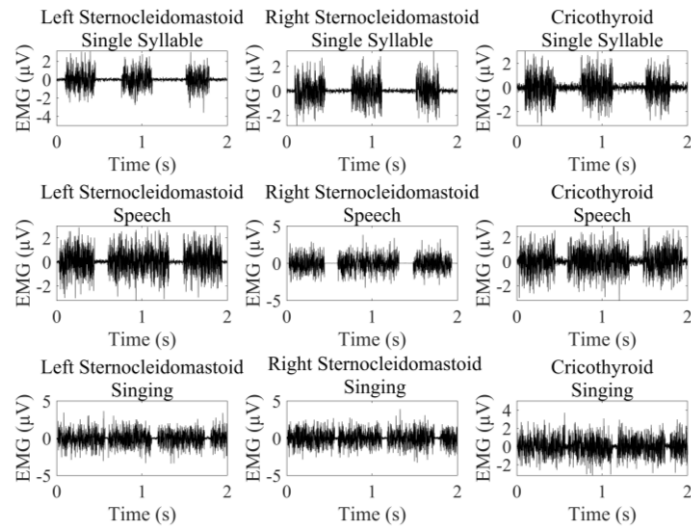 Left Sternocleidomastoid
Single Syllable
Right Sternocleidomastoid
Single Syllable
Cricothyroid
Single Syllable
EMG (µV)
2
0
-2
-4
0 1 2
Time (s)
EMG (µV)
2
0
-2
0 1 2
Time (s)
EMG (µV)
2
0
-2
0 1 2
Time (s)
Left Sternocleidomastoid
Speech
Right Sternocleidomastoid
Speech
Cricothyroid
Speech
EMG (µV)
2
0
-2
0 1 2
Time (s)
EMG (µV)
5
0
-5
0 1 2
Time (s)
EMG (µV)
2
0
-2
0 1 2
Time (s)
Left Sternocleidomastoid
Singing
Right Sternocleidomastoid
Singing
Cricothyroid
Singing
EMG (µV)
5
0
-5
0 1 2
Time (s)
EMG (µV)
5
0
-5
0 1 2
Time (s)
EMG (µV)
4
2
0
-2
0 1 2
Time (s)